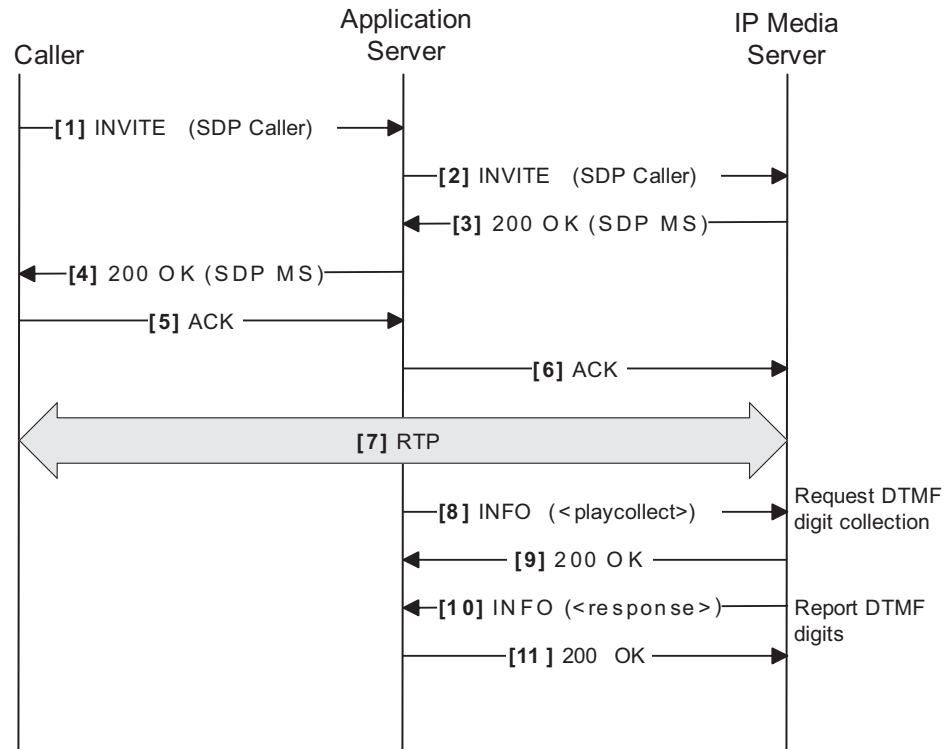 Caller
Application
Server
IP Media
Server
[1] INVITE (SDP Caller)
[2] INVITE (SDP Caller)
[3] 200 OK (SDP MS)
[4] 200 OK (SDP MS)
[5] ACK
[6] ACK
[7] RTP
[8] INFO (<playcollect>)
Request DTMF
digit collection
[9] 200 OK
[10] INFO (<response>)
Report DTMF
digits
[11 ] 200 OK